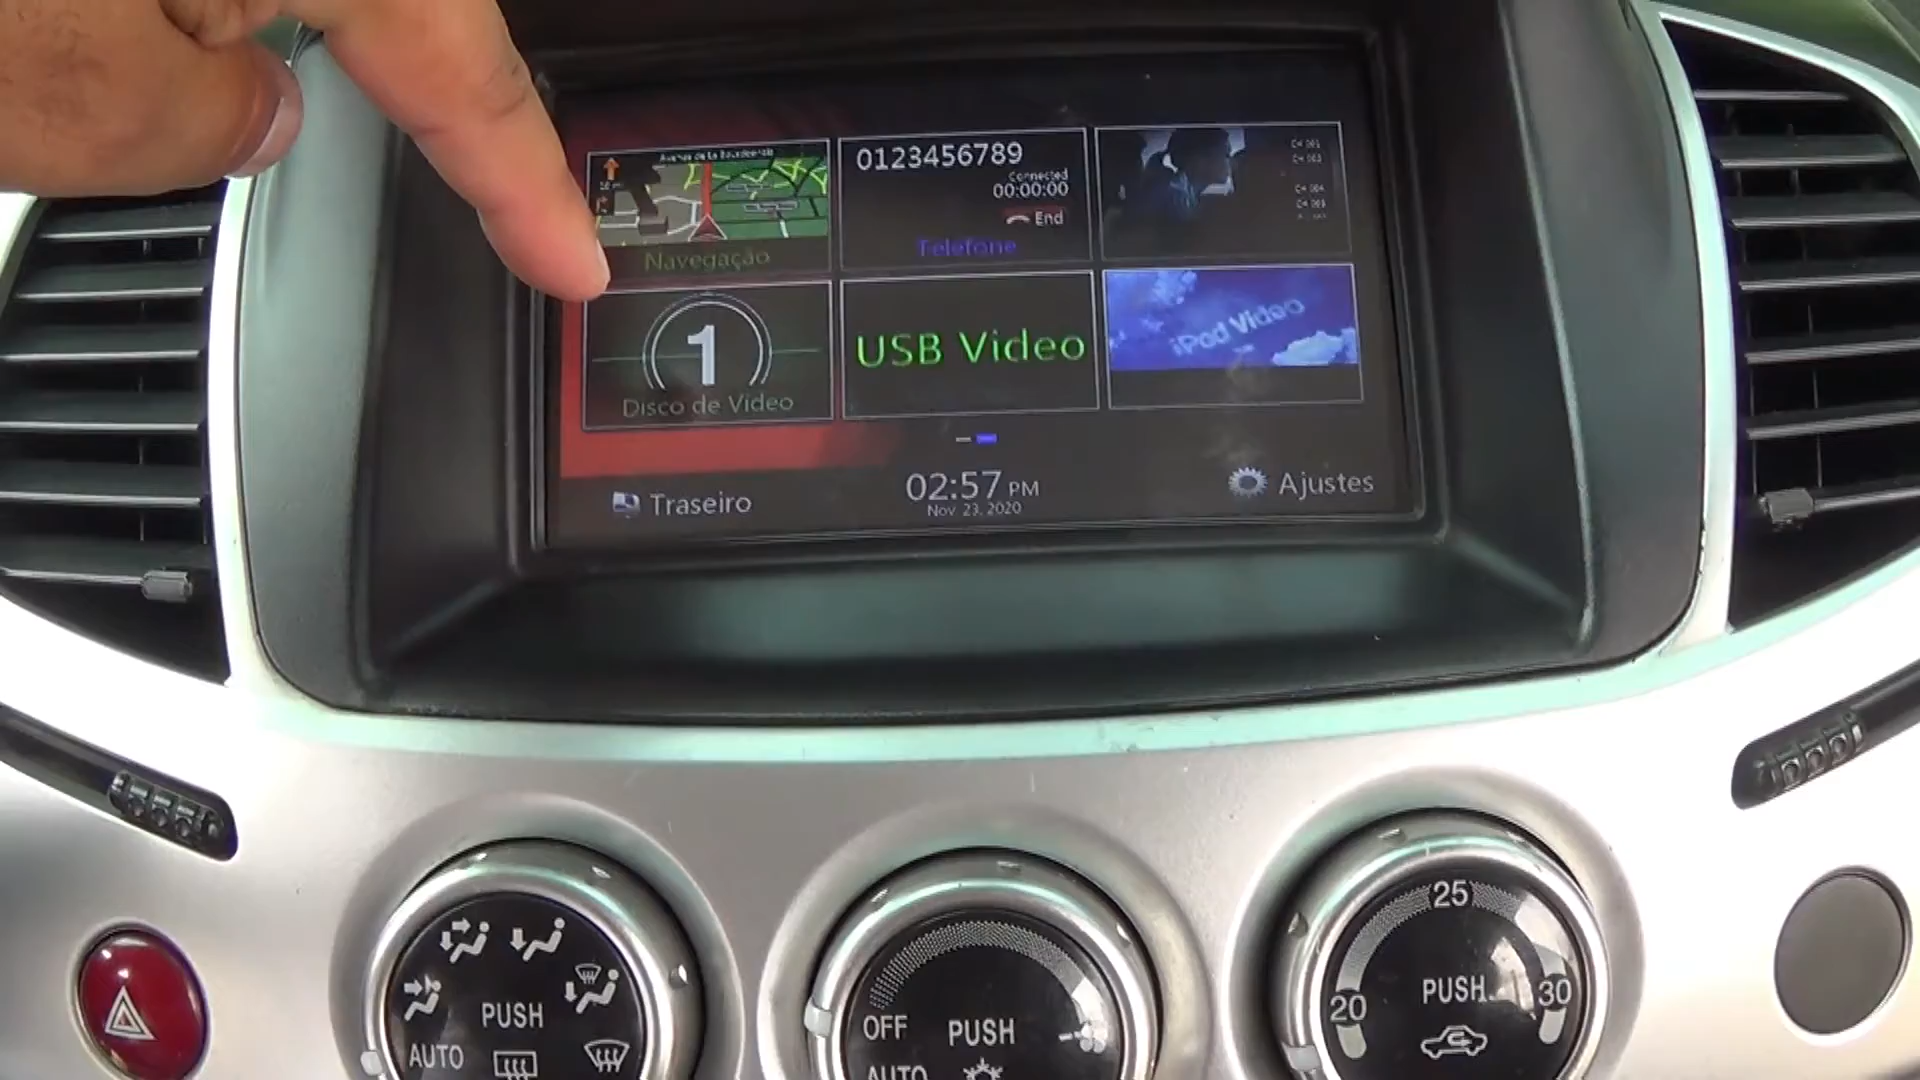 0123456789
Connected
00:00:00
End
Navegação
Telefone
1
Disco de Vídeo
USB Video
iPod Video
Traseiro
02:57 PM
Nov 23, 2020
Ajustes
PUSH
AUTO
OFF
PUSH
AUTO
25
20
PUSH
30